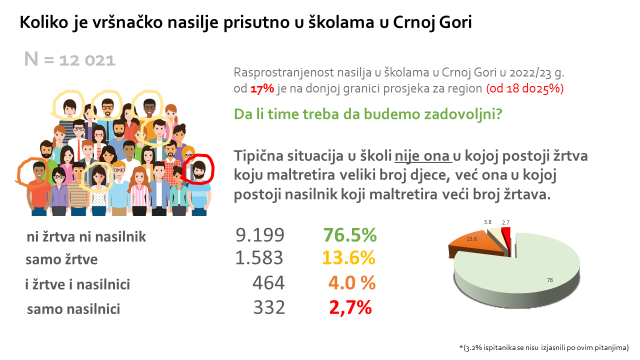 Koliko je vršnačko nasilje prisutno u školama u Crnoj Gori
N = 12 021
Rasprostranjenost nasilja u školama u Crnoj Gori u 2022/23 g.
od 17% je na donjoj granici prosjeka za region (od 18 do25%)
Da li time treba da budemo zadovoljni?
Tipična situacija u školi nije ona u kojoj postoji žrtva
koju maltretira veliki broj djece, već ona u kojoj
postoji nasilnik koji maltretira veći broj žrtava.
ni žrtva ni nasilnik 9.199 76.5%
samo žrtve 1.583 13.6%
i žrtve i nasilnici 464 4.0 %
samo nasilnici 332 2,7%
3.8 2,7
13.6
76
*(3.2% ispitanika se nisu izjasnili po ovim pitanjima)